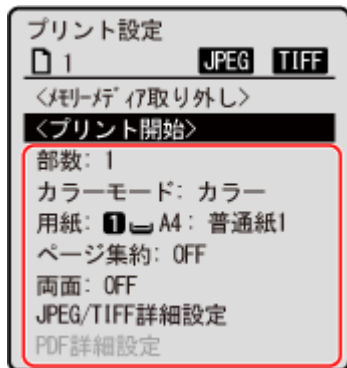 プリント設定
1 JPEG TIFF
<メモリーメディア取り外し>
<プリント開始>
部数: 1
カラーモード: カラー
用紙: 1 A4: 普通紙1
ページ集約: OFF
両面: OFF
JPEG/TIFF詳細設定
PDF詳細設定